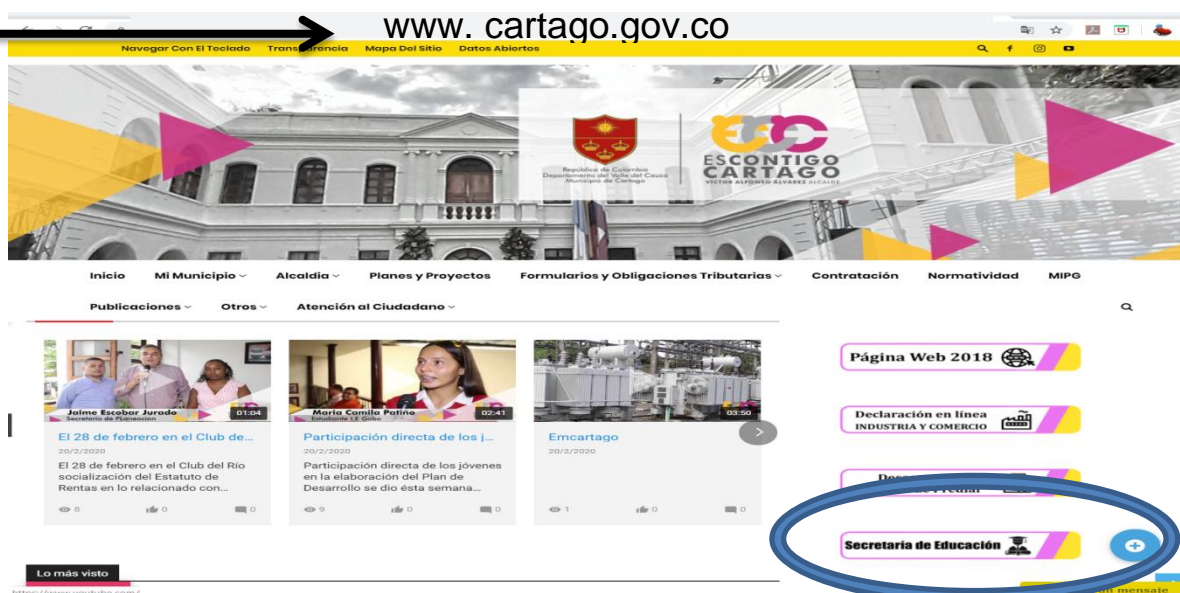 www. cartago.gov.co
Navegar Con El Teclado Transparencia Mapa Del Sitio Datos Abiertos
República de Colombia
Departamento del Valle del Cauca
Municipio de Cartago
ESCONTIGO
CARTAGO
VICTOR ALFONSO ÁLVAREZ ALCALDE
Inicio Mi Municipio Alcaldia Planes y Proyectos Formularios y Obligaciones Tributarias Contratación Normatividad MIPG
Publicaciones Otros Atención al Ciudadano
Jaime Escobar Jurado
Secretario de Planeación
01:04
El 28 de febrero en el Club de...
20/2/2020
El 28 de febrero en el Club del Río
socialización del Estatuto de
Rentas en lo relacionado con...
8 0 0
Maria Camila Patiño
Estudiante I.E
02:41
Participación directa de los j...
20/2/2020
Participación directa de los jóvenes
en la elaboración del Plan de
Desarrollo se dio ésta semana...
9 0 0
03:50
Emcartago
20/2/2020
1 0 0
Página Web 2018
Declaración en línea
INDUSTRIA Y COMERCIO
Secretaría de Educación
Lo más visto
mensaje